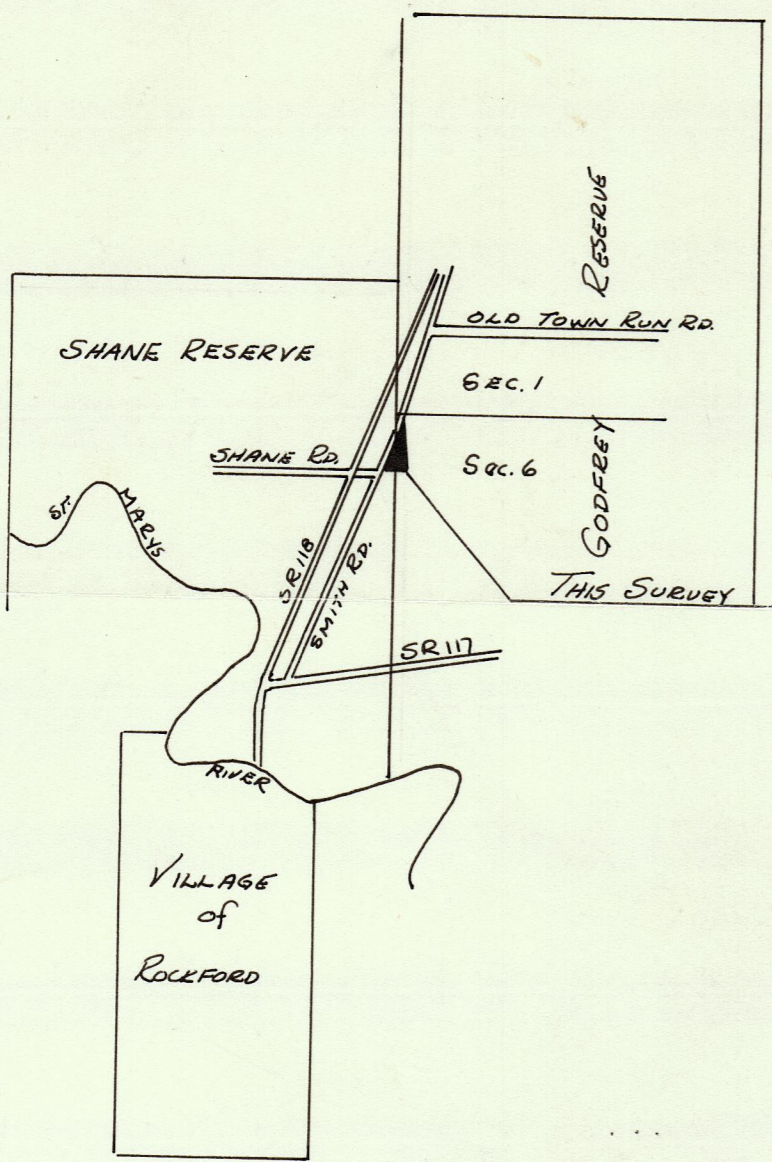 RESERVE
OLD TOWN RUN RD.
SHANE RESERVE
SEC. 1
GODFREY
SHANE RD.
SEC. 6
ST. MARYS
SR 118
SMITH RD.
THIS SURVEY
SR 117
RIVER
VILLAGE
of
ROCKFORD